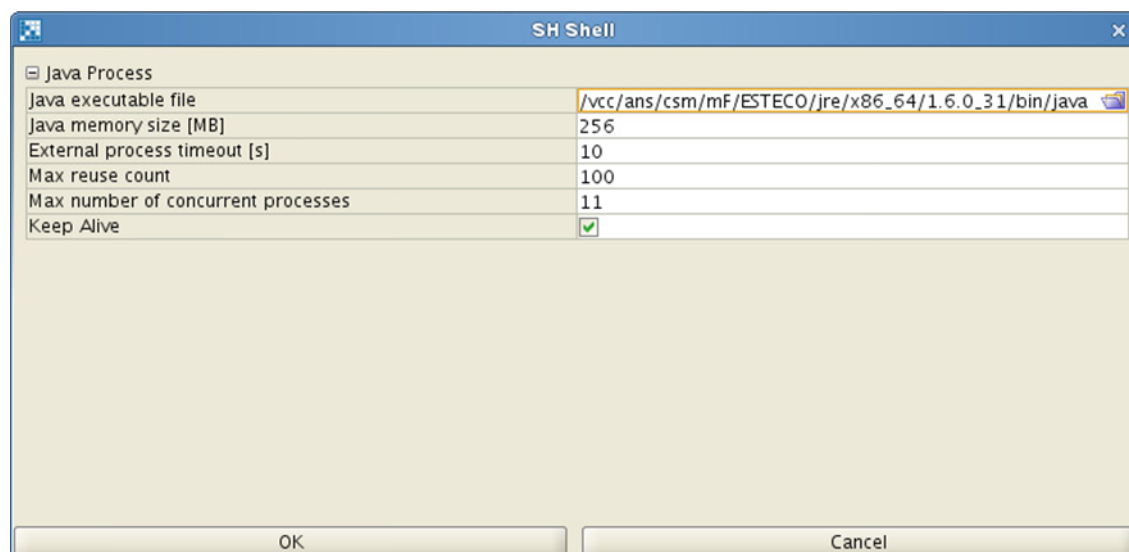 SH Shell
Java Process
Java executable file /vcc/ans/csm/mF/ESTECO/jre/x86_64/1.6.0_31/bin/java
Java memory size [MB] 256
External process timeout [s] 10
Max reuse count 100
Max number of concurrent processes 11
Keep Alive
OK Cancel